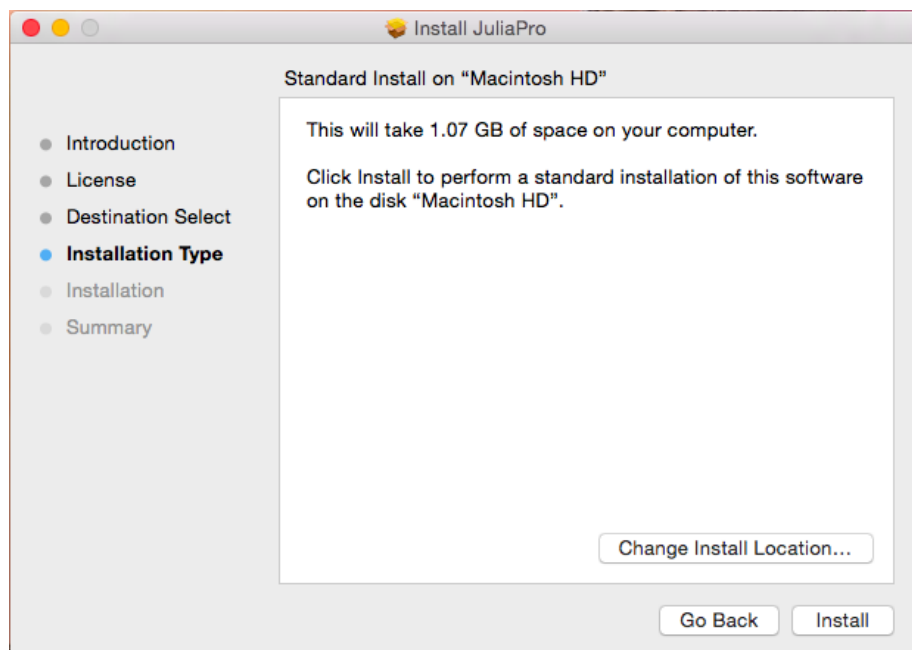 Install JuliaPro
Standard Install on “Macintosh HD”
Introduction
License
Destination Select
Installation Type
Installation
Summary
This will take 1.07 GB of space on your computer.
Click Install to perform a standard installation of this software
on the disk “Macintosh HD”.
Change Install Location...
Go Back
Install